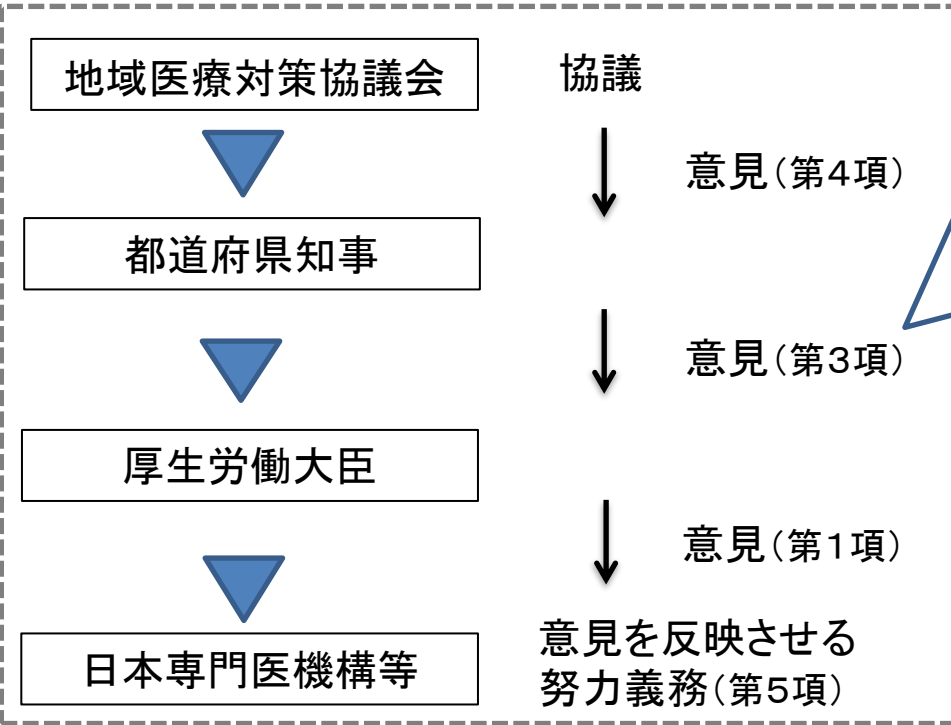 地域医療対策協議会
協議
意見(第4項)
都道府県知事
意見(第3項)
厚生労働大臣
意見(第1項)
日本専門医機構等
意見を反映させる
努力義務(第5項)